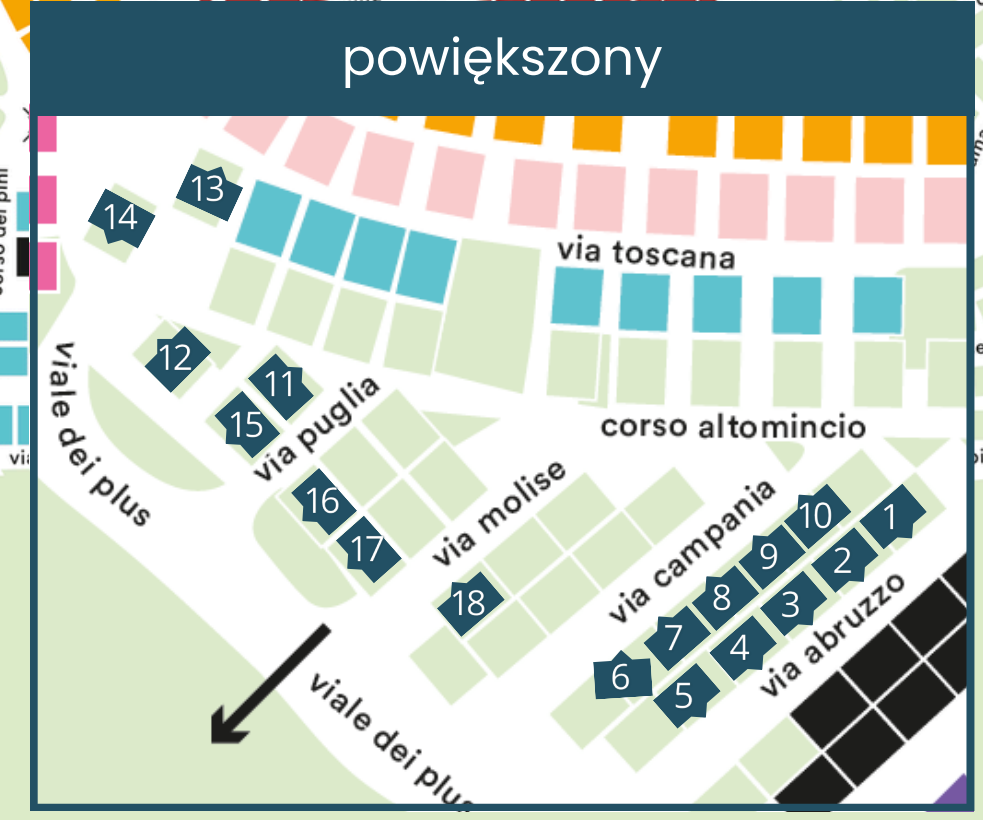 powiększony
13
14
via toscana
12
11
15
viale dei plus
via puglia
corso altomincio
16
17
via molise
18
via campania
10
1
9
2
8
3
7
4
6
5
via abruzzo
viale dei plus
via